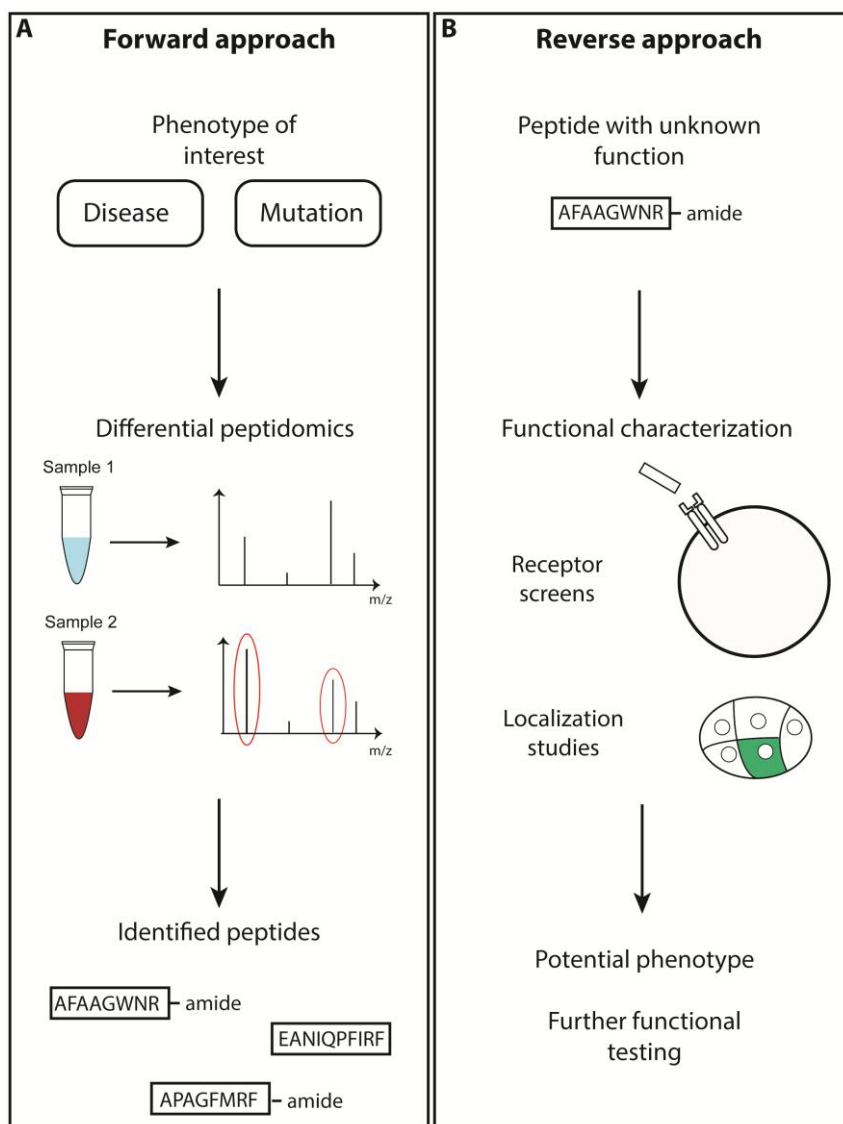 A
Forward approach
Phenotype of
interest
Disease
Mutation
Differential peptidomics
Sample 1
m/z
Sample 2
m/z
Identified peptides
AFAAGWNR amide
EANIQPFIRF
APAGFMRF amide
B
Reverse approach
Peptide with unknown
function
AFAAGWNR amide
Functional characterization
Receptor
screens
Localization
studies
Potential phenotype
Further functional
testing